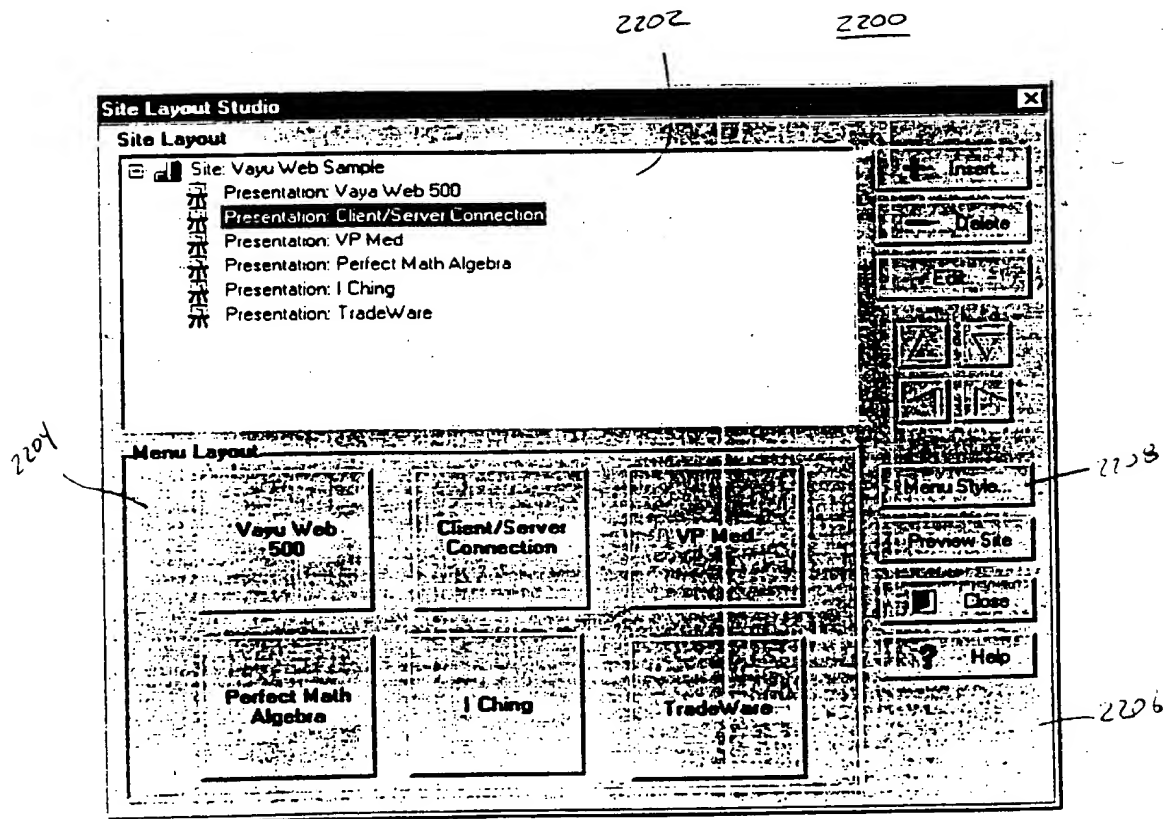 2202
2200
Site Layout Studio
Site Layout
Site: Vayu Web Sample
Presentation: Vaya Web 500
Presentation: Client/Server Connection
Presentation: VP Med
Presentation: Perfect Math Algebra
Presentation: I Ching
Presentation: TradeWare
Insert...
Delete
Edit...
2204
Menu Layout
Vayu Web
500
Client/Server
Connection
VP Med
Perfect Math
Algebra
I Ching
TradeWare
Menu Style...
Preview Site
Close
? Help
2208
2206